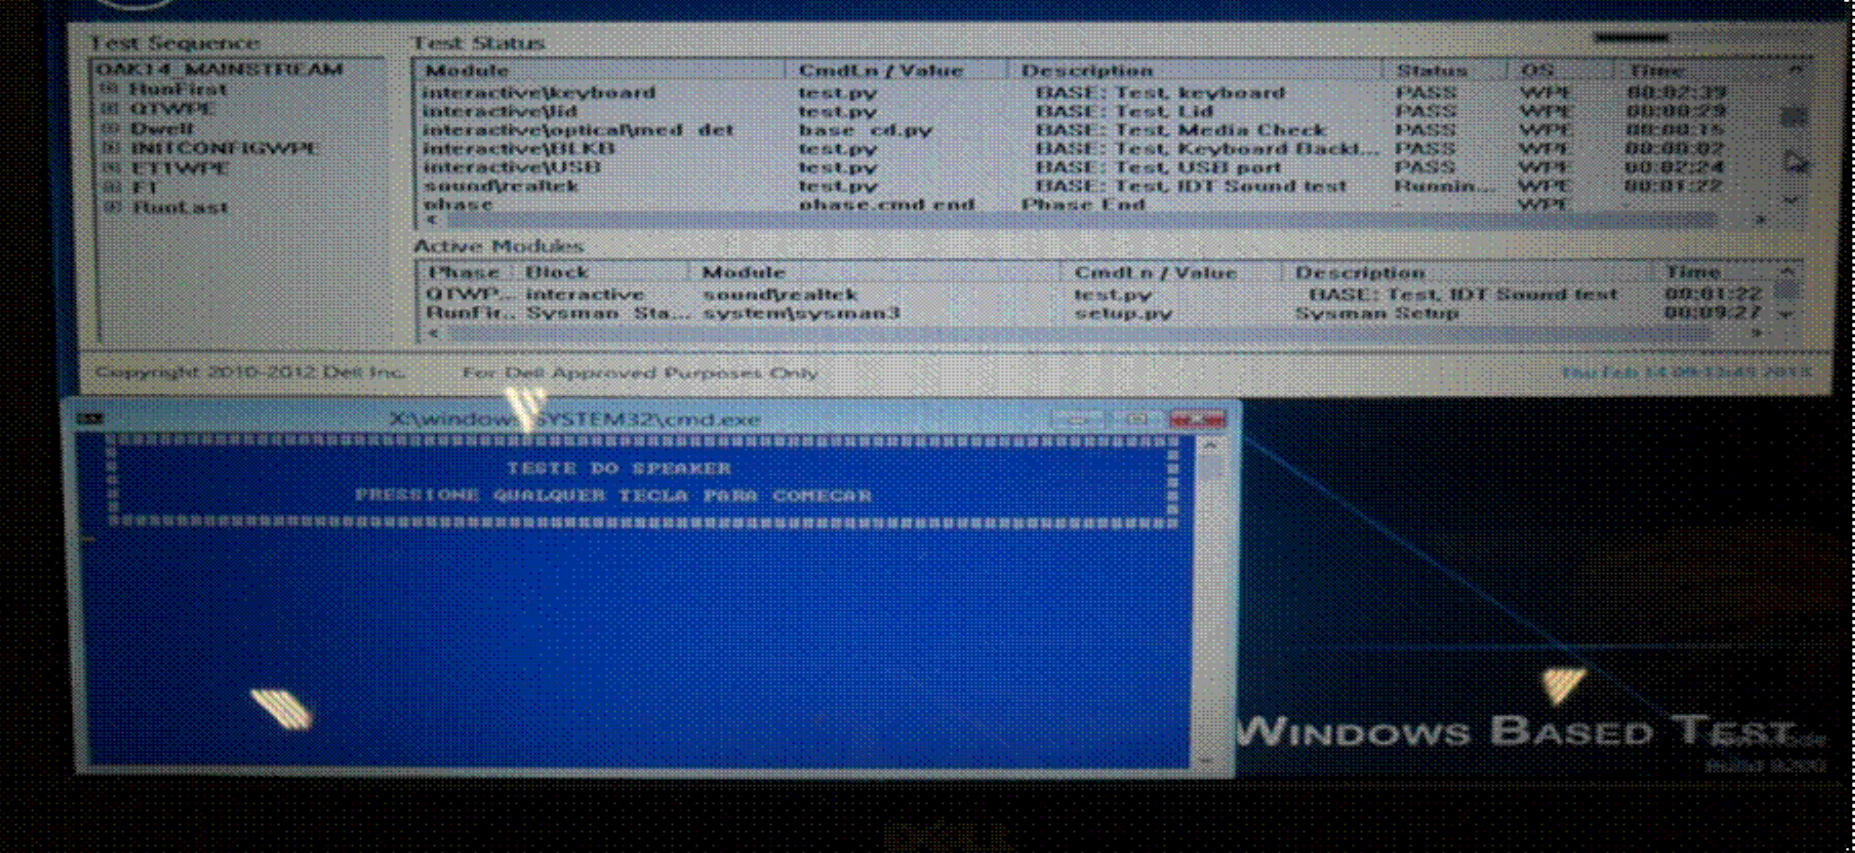 Test Sequence
OAK14_MAINSTREAM
RunFirst
QTWPE
Dwell
INITCONFIGWPE
ETTWPE
FT
RunLast
Test Status
Module CmdLn / Value Description Status OS Time
interactive\keyboard test.py BASE: Test, keyboard PASS WPE 00:02:39
interactive\lid test.py BASE: Test, Lid PASS WPE 00:00:29
interactive\optical\med_det base_cd.py BASE: Test, Media Check PASS WPE 00:00:15
interactive\BLKB test.py BASE: Test, Keyboard Backl... PASS WPE 00:00:02
interactive\USB test.py BASE: Test, USB port PASS WPE 00:02:24
sound\realtek test.py BASE: Test, IDT Sound test Runnin... WPE 00:01:22
phase phase.cmd end Phase End - WPE -
Active Modules
Phase Block Module CmdLn / Value Description Time
QTWP... interactive sound\realtek test.py BASE: Test, IDT Sound test 00:01:22
RunFir... Sysman_Sta... system\sysman3 setup.py Sysman Setup 00:09:27
Copyright 2010-2012 Dell Inc. For Dell Approved Purposes Only
Thu Feb 14
X:\window SYSTEM32\cmd.exe
TESTE DO SPEAKER
PRESSIONE QUALQUER TECLA PARA COMECAR
WINDOWS BASED TEST
Build